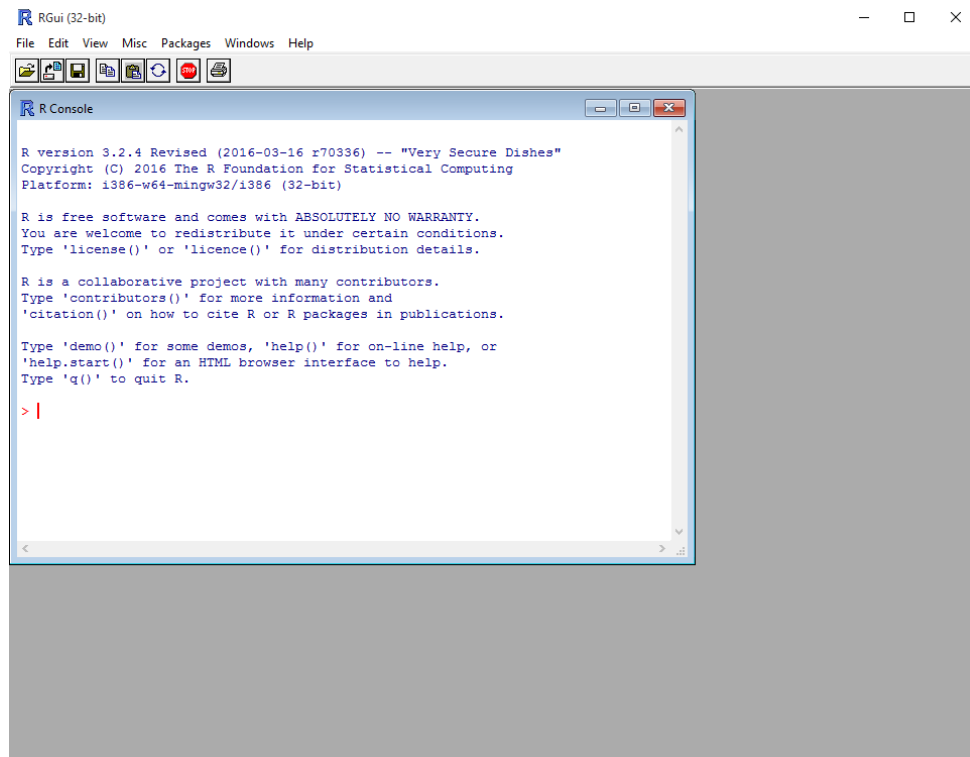 RGui (32-bit)
File Edit View Misc Packages Windows Help
STOP
R Console
R version 3.2.4 Revised (2016-03-16 r70336) -- "Very Secure Dishes"
Copyright (C) 2016 The R Foundation for Statistical Computing
Platform: i386-w64-mingw32/i386 (32-bit)
R is free software and comes with ABSOLUTELY NO WARRANTY.
You are welcome to redistribute it under certain conditions.
Type 'license()' or 'licence()' for distribution details.
R is a collaborative project with many contributors.
Type 'contributors()' for more information and
'citation()' on how to cite R or R packages in publications.
Type 'demo()' for some demos, 'help()' for on-line help, or
'help.start()' for an HTML browser interface to help.
Type 'q()' to quit R.
>